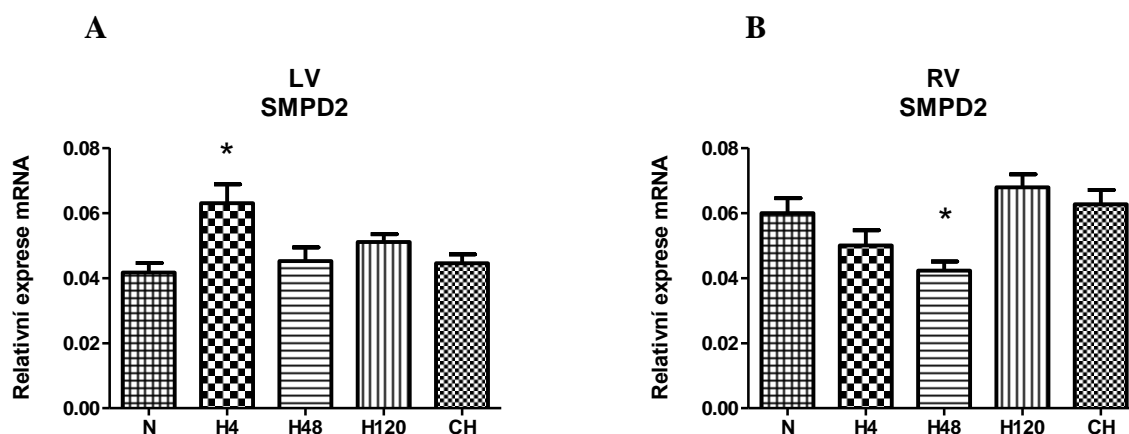 A
LV
SMPD2
*
Relativní exprese mRNA
0.08
0.06
0.04
0.02
0.00
N H4 H48 H120 CH
B
RV
SMPD2
*
Relativní exprese mRNA
0.08
0.06
0.04
0.02
0.00
N H4 H48 H120 CH